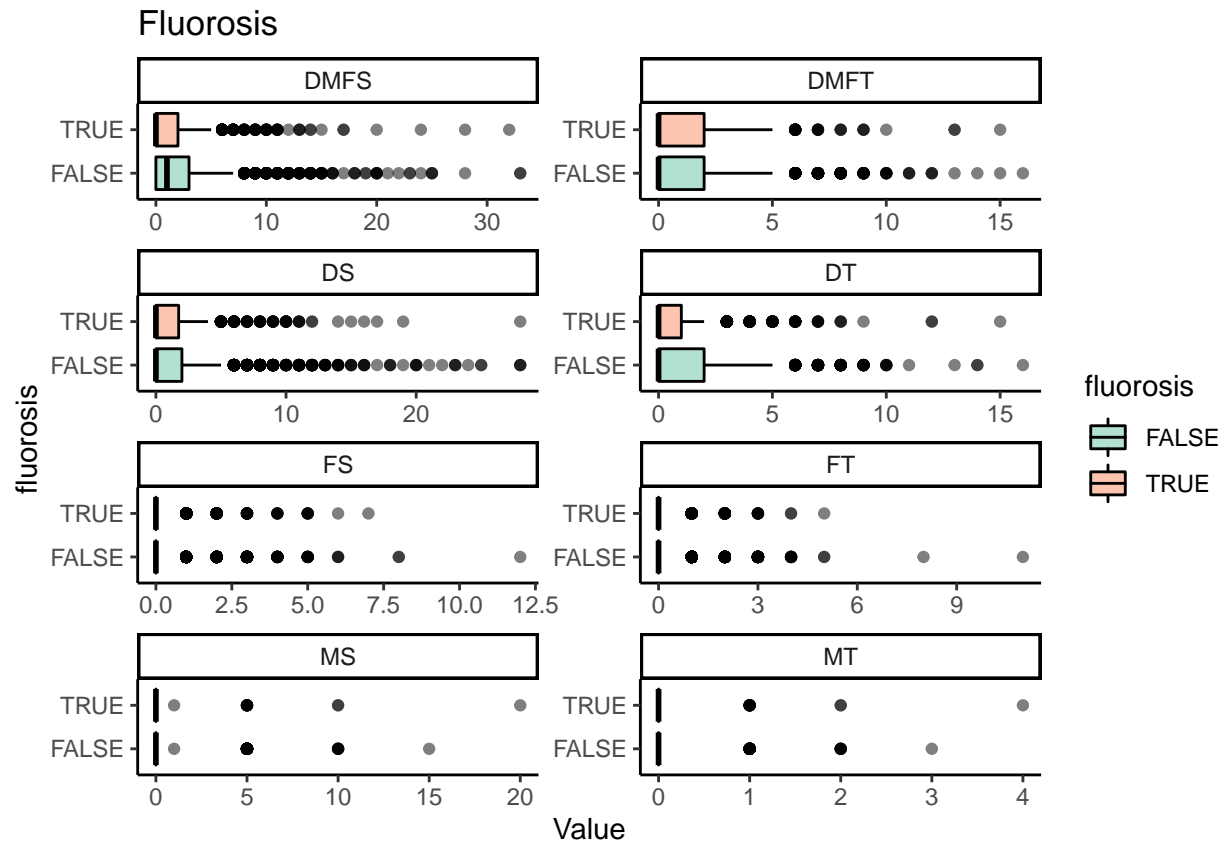 Fluorosis
DMFS
DMFT
TRUE
FALSE
0 10 20 30
TRUE
FALSE
0 5 10 15
DS
DT
TRUE
FALSE
0 10 20
TRUE
FALSE
0 5 10 15
FS
FT
TRUE
FALSE
0.0 2.5 5.0 7.5 10.0 12.5
TRUE
FALSE
0 3 6 9
MS
MT
TRUE
FALSE
0 5 10 15 20
TRUE
FALSE
0 1 2 3 4
fluorosis
Value
fluorosis
FALSE
TRUE